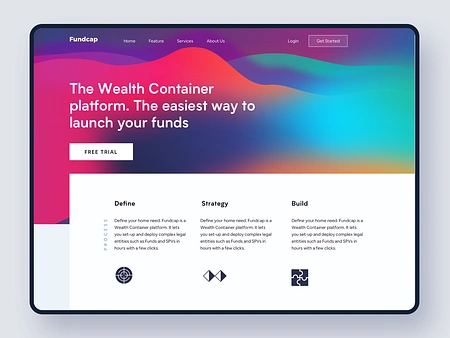 Fundcap
Home Feature Services About Us Login Get Started
The Wealth Container
platform. The easiest way to
launch your funds
FREE TRIAL
Define Strategy Build
Define your home need. Fundcap is a
Wealth Container platform. It lets
you set-up and deploy complex legal
entities such as Funds and SPVs in
hours with a few clicks.
Define your home need. Fundcap is a
Wealth Container platform. It lets
you set-up and deploy complex legal
entities such as Funds and SPVs in
hours with a few clicks.
Define your home need. Fundcap is a
Wealth Container platform. It lets
you set-up and deploy complex legal
entities such as Funds and SPVs in
hours with a few clicks.